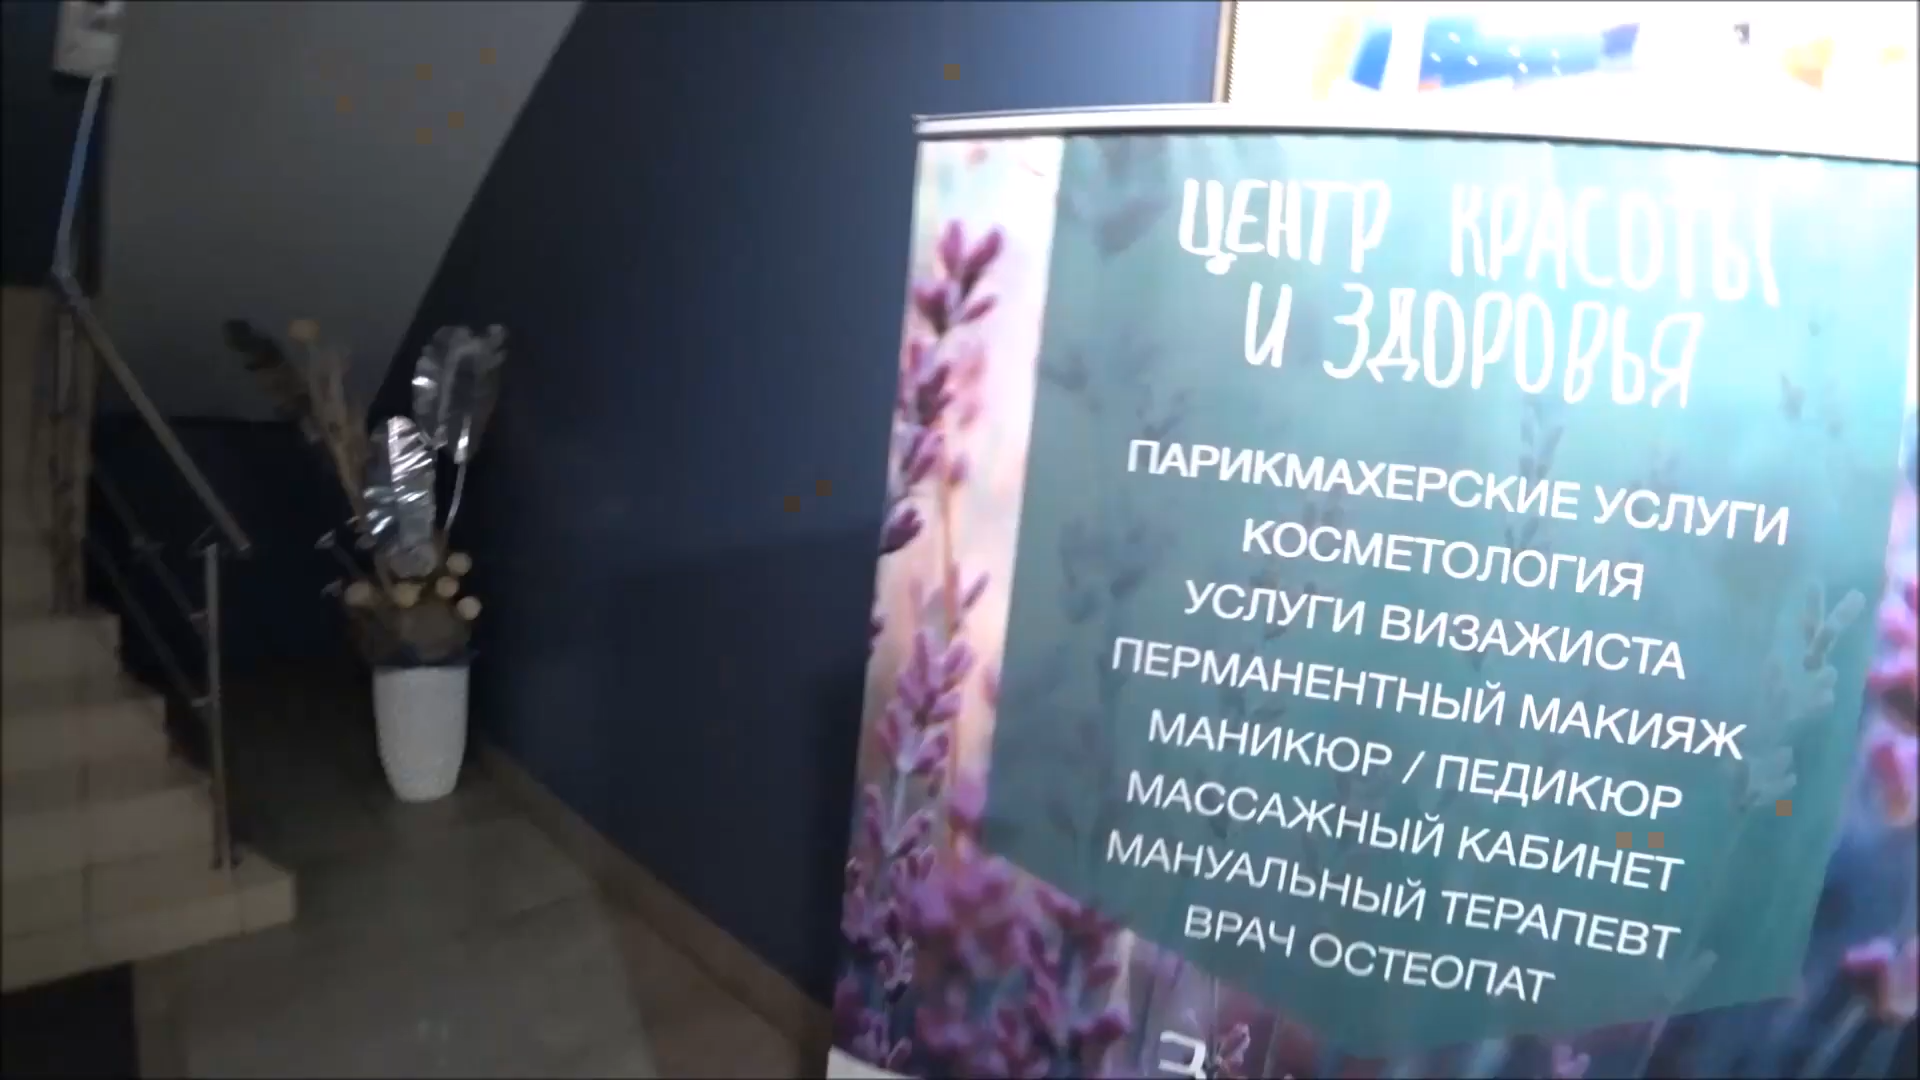 ЦЕНТР КРАСОТЫ
И ЗДОРОВЬЯ
ПАРИКМАХЕРСКИЕ УСЛУГИ
КОСМЕТОЛОГИЯ
УСЛУГИ ВИЗАЖИСТА
ПЕРМАНЕНТНЫЙ МАКИЯЖ
МАНИКЮР / ПЕДИКЮР
МАССАЖНЫЙ КАБИНЕТ
МАНУАЛЬНЫЙ ТЕРАПЕВТ
ВРАЧ ОСТЕОПАТ